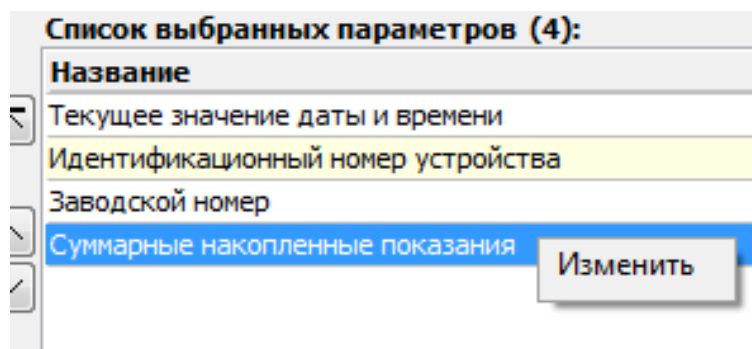 Список выбранных параметров (4):
Название
Текущее значение даты и времени
Идентификационный номер устройства
Заводской номер
Суммарные накопленные показания
Изменить